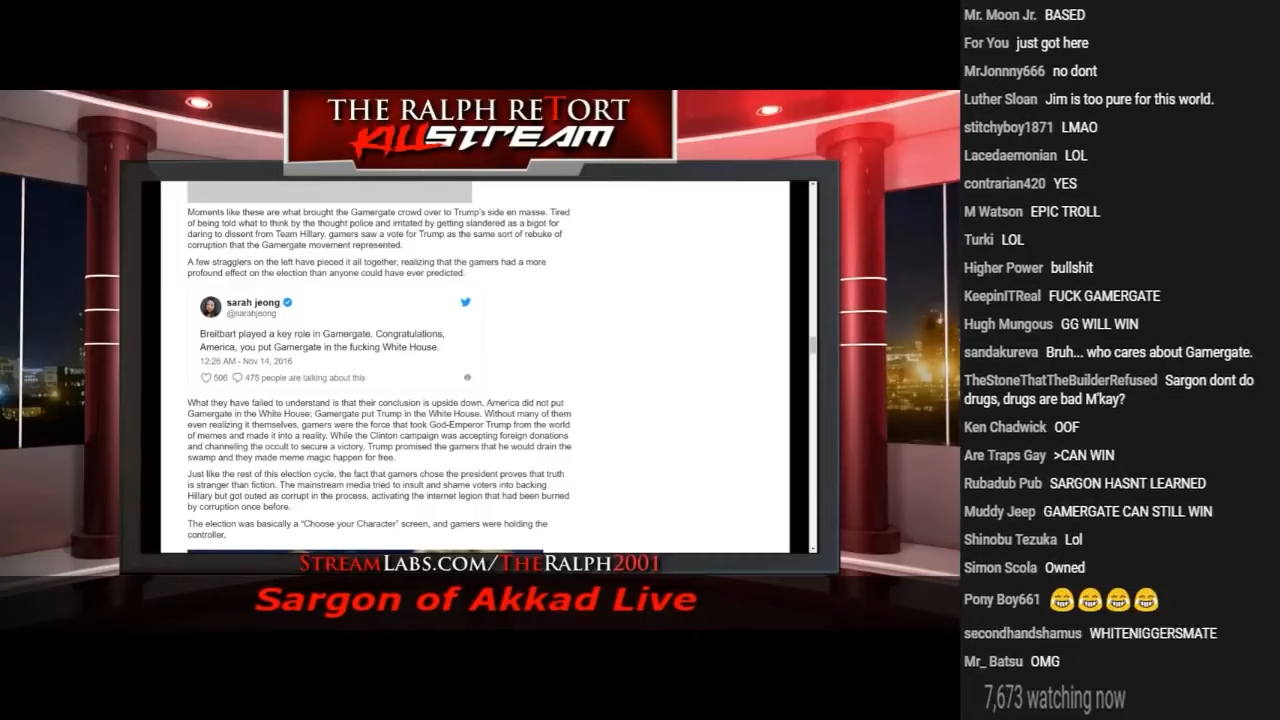 THE RALPH RETORT
KILLSTREAM
Moments like these are what brought the Gamergate crowd over to Trump's side en masse. Tired
of being told what to think by the thought police and irritated by getting slandered as a bigot for
daring to dissent from Team Hillary, gamers saw a vote for Trump as the same sort of rebuke of
corruption that the Gamergate movement represented.
A few stragglers on the left have pieced it all together, realizing that the gamers had a more
profound effect on the election than anyone could have ever predicted.
sarah jeong
@sarahjeong
Breitbart played a key role in Gamergate. Congratulations,
America, you put Gamergate in the fucking White House.
12:26 AM - Nov 14, 2016
506 475 people are talking about this
What they have failed to understand is that their conclusion is upside down. America did not put
Gamergate in the White House; Gamergate put Trump in the White House. Without many of them
even realizing it themselves, gamers were the force that took God-Emperor Trump from the world
of memes and made it into a reality. While the Clinton campaign was accepting foreign donations
and channeling the occult to secure a victory, Trump promised the gamers that he would drain the
swamp and they made meme magic happen for free.
Just like the rest of this election cycle, the fact that gamers chose the president proves that truth
is stranger than fiction. The mainstream media tried to insult and shame voters into backing
Hillary but got outed as corrupt in the process, activating the internet legion that had been burned
by corruption once before.
The election was basically a "Choose your Character" screen, and gamers were holding the
controller.
STREAMLABS.COM/THERALPH2001
Sargon of Akkad Live
Mr. Moon Jr. BASED
For You just got here
MrJonnny666 no dont
Luther Sloan Jim is too pure for this world.
stitchyboy1871 LMAO
Lacedaemonian LOL
contrarian420 YES
M Watson EPIC TROLL
Turki LOL
Higher Power bullshit
KeepinITReal FUCK GAMERGATE
Hugh Mungous GG WILL WIN
sandakureva Bruh... who cares about Gamergate.
TheStoneThatTheBuilderRefused Sargon dont do
drugs, drugs are bad M'kay?
Ken Chadwick OOF
Are Traps Gay >CAN WIN
Rubadub Pub SARGON HASNT LEARNED
Muddy Jeep GAMERGATE CAN STILL WIN
Shinobu Tezuka Lol
Simon Scola Owned
Pony Boy661 😂😂😂😂
secondhandshamus WHITENIGGERSMATE
Mr_Batsu OMG
7,673 watching now